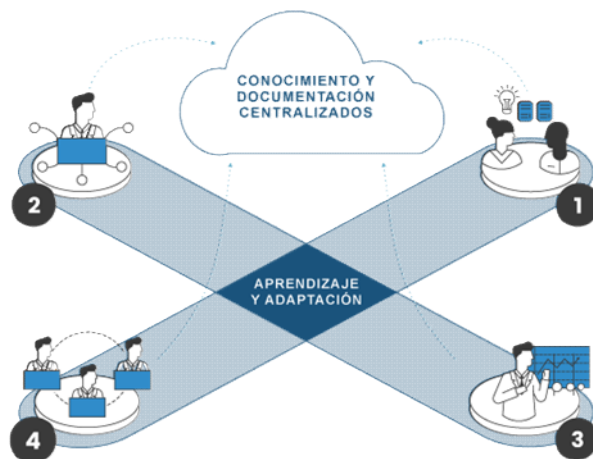 CONOCIMIENTO Y
DOCUMENTACIÓN
CENTRALIZADOS
2
1
APRENDIZAJE
Y ADAPTACIÓN
4
3